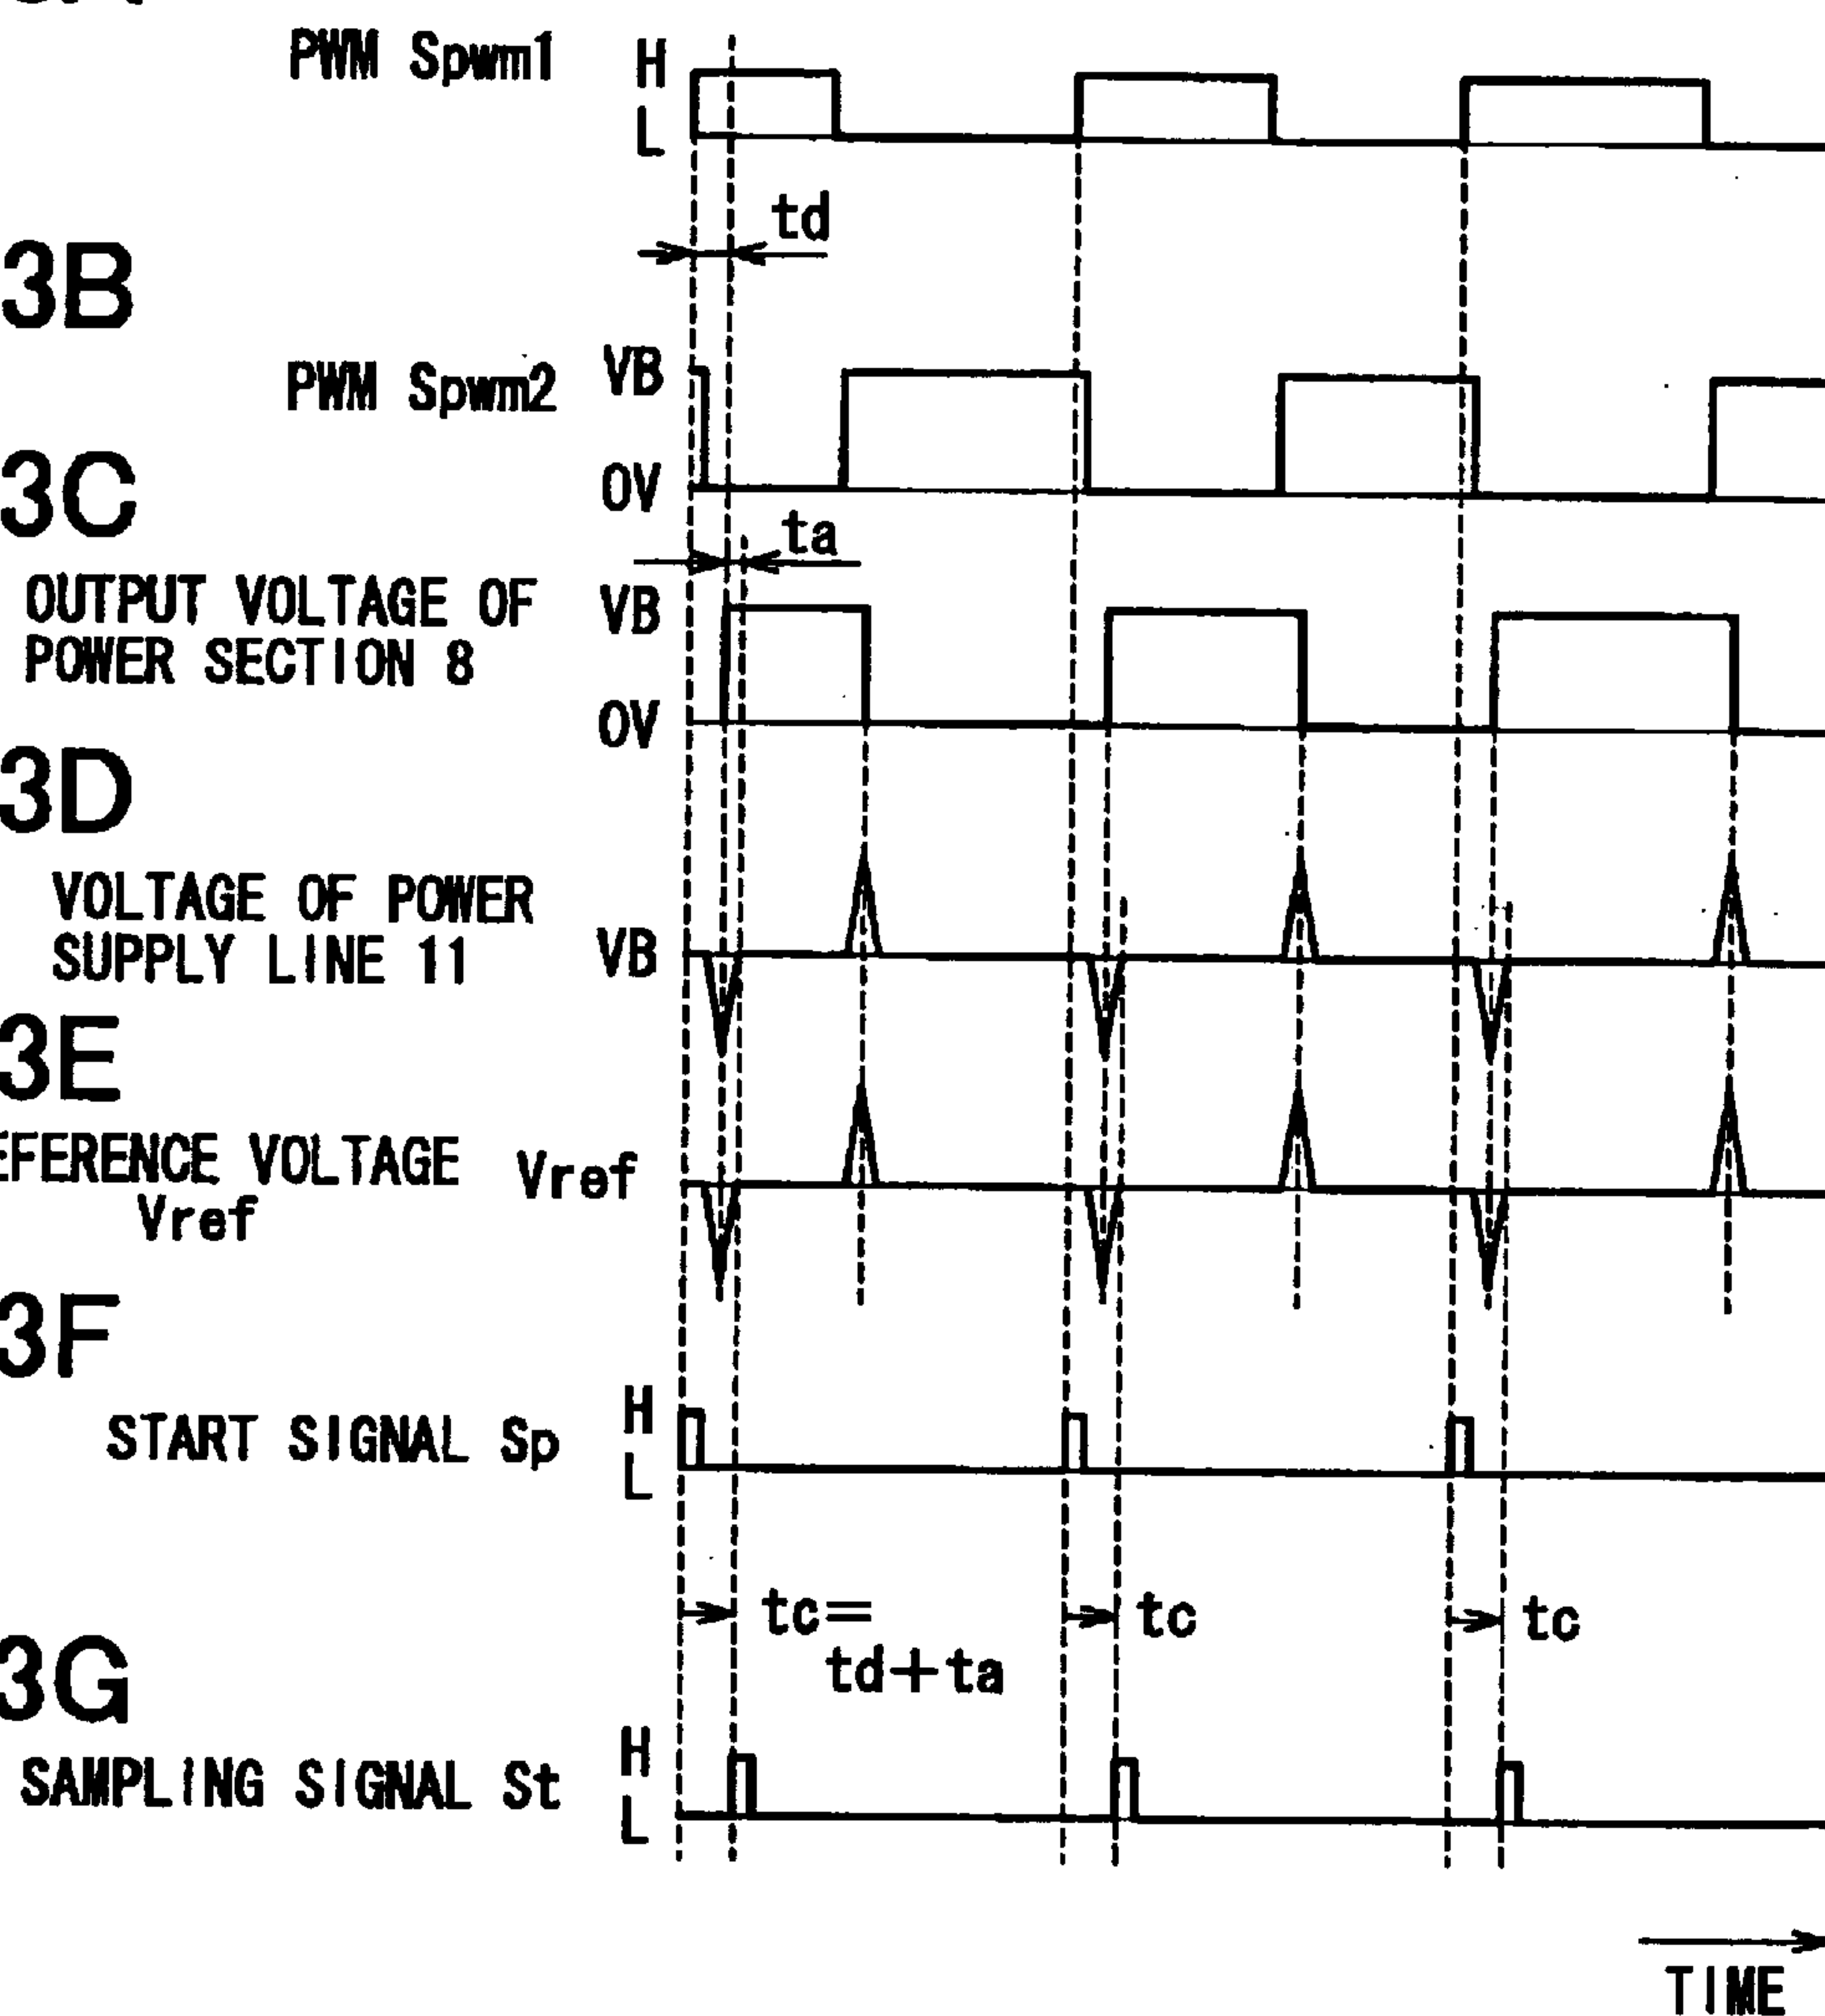 PWM Spwm1
H
L
td
3B
PWM Spwm2
VB
0V
3C
ta
OUTPUT VOLTAGE OF
POWER SECTION 8
VB
0V
3D
VOLTAGE OF POWER
SUPPLY LINE 11
VB
3E
EFERENCE VOLTAGE
Vref
Vref
3F
START SIGNAL Sp
H
L
tc=
td+ta
tc
tc
3G
SAMPLING SIGNAL St
H
L
TIME